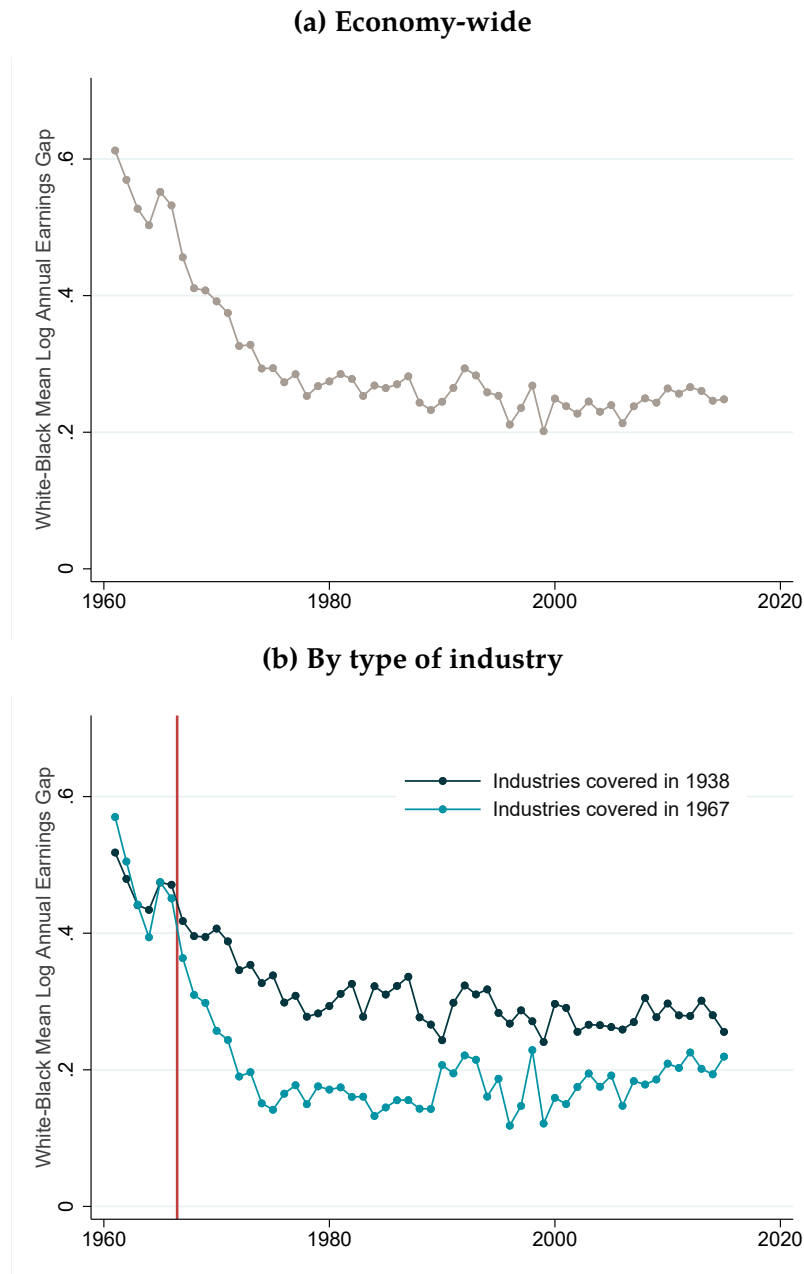 (a) Economy-wide
White-Black Mean Log Annual Earnings Gap
.6
.4
.2
0
1960 1980 2000 2020
(b) By type of industry
White-Black Mean Log Annual Earnings Gap
Industries covered in 1938
Industries covered in 1967
.6
.4
.2
0
1960 1980 2000 2020